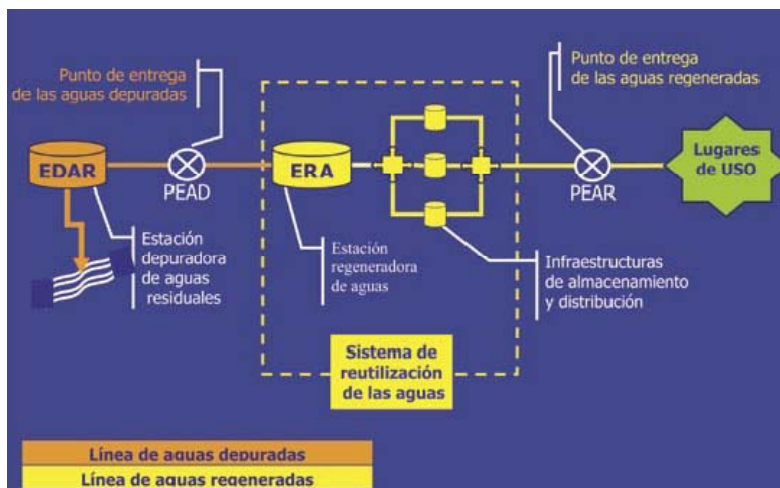 Punto de entrega
de las aguas depuradas
Punto de entrega
de las aguas regeneradas
EDAR
PEAD
ERA
PEAR
Lugares
de USO
Estación
depuradora
de aguas
residuales
Estación
regeneradora
de aguas
Infraestructuras
de almacenamiento
y distribución
Sistema de
reutilización
de las aguas
Línea de aguas depuradas
Línea de aguas regeneradas